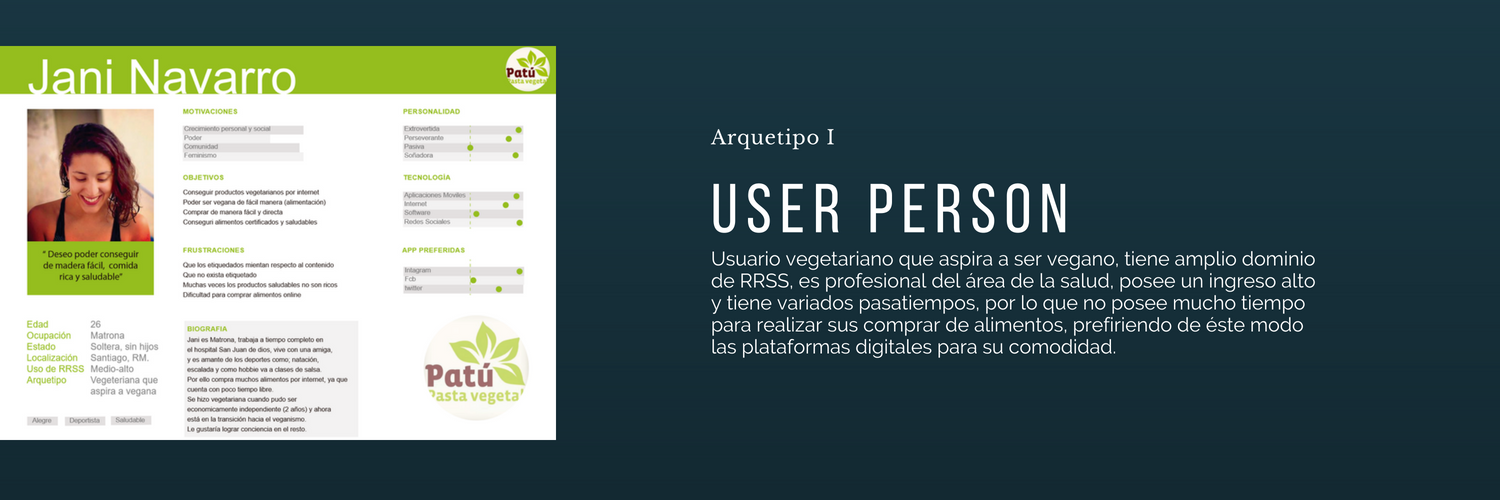 Jani Navarro
Patú
Pasta vegeta
MOTIVACIONES
Crecimiento personal y social
Poder
Comunidad
Feminismo
OBJETIVOS
Conseguir productos vegetarianos por internet
Poder ser vegana de fácil manera (alimentación)
Comprar de manera fácil y directa
Conseguri alimentos certificados y saludables
FRUSTRACIONES
Que los etiquedados mientan respecto al contenido
Que no exista etiquetado
Muchas veces los productos saludables no son ricos
Dificultad para comprar alimentos online
PERSONALIDAD
Extrovertida
Perseverante
Pasiva
Soñadora
TECNOLOGÍA
Aplicaciones Moviles
Internet
Software
Redes Sociales
APP PREFERIDAS
Intagram
Fcb
twitter
" Deseo poder conseguir
de madera fácil, comida
rica y saludable"
Edad 26
Ocupación Matrona
Estado Soltera, sin hijos
Localización Santiago, RM.
Uso de RRSS Medio-alto
Arquetipo Vegeteriana que
aspira a vegana
Alegre Deportista Saludable
BIOGRAFIA
Jani es Matrona, trabaja a tiempo completo en
el hospital San Juan de dios, vive con una amiga,
y es amante de los deportes como; natación,
escalada y como hobbie va a clases de salsa.
Por ello compra muchos alimentos por internet, ya que
cuenta con poco tiempo libre.
Se hizo vegetariana cuando pudo ser
economicamente independiente (2 años) y ahora
está en la transición hacia el veganismo.
Le gustaría lograr conciencia en el resto.
Patú
Pasta vegeta
Arquetipo I
USER PERSON
Usuario vegetariano que aspira a ser vegano, tiene amplio dominio
de RRSS, es profesional del área de la salud, posee un ingreso alto
y tiene variados pasatiempos, por lo que no posee mucho tiempo
para realizar sus comprar de alimentos, prefiriendo de éste modo
las plataformas digitales para su comodidad.